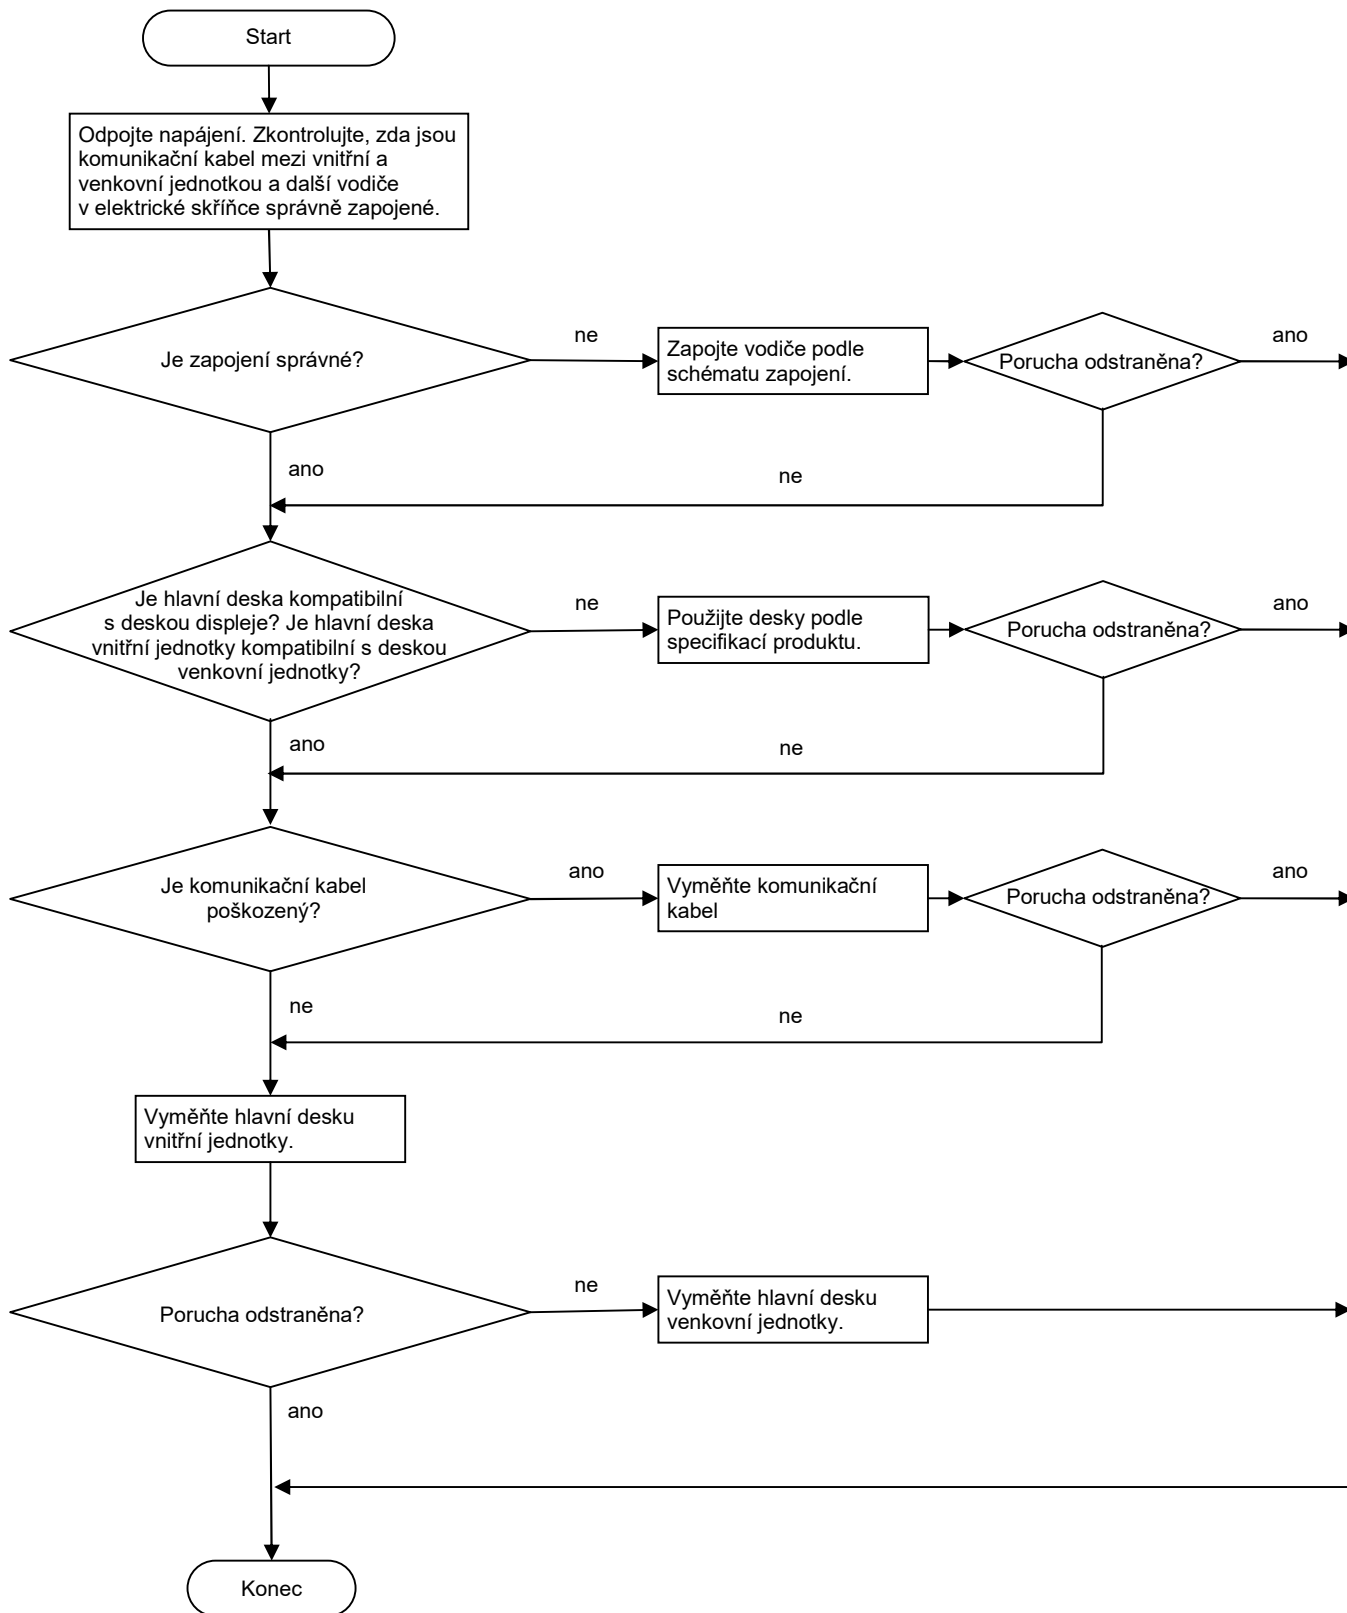 Start
Odpojte napájení. Zkontrolujte, zda jsou
komunikační kabel mezi vnitřní a
venkovní jednotkou a další vodiče
v elektrické skříňce správně zapojené.
Je zapojení správné?
ne
Zapojte vodiče podle
schématu zapojení.
Porucha odstraněna?
ano
ano
ne
Je hlavní deska kompatibilní
s deskou displeje? Je hlavní deska
vnitřní jednotky kompatibilní s deskou
venkovní jednotky?
ne
Použijte desky podle
specifikací produktu.
Porucha odstraněna?
ano
ano
ne
Je komunikační kabel
poškozený?
ano
Vyměňte komunikační
kabel
Porucha odstraněna?
ano
ne
ne
Vyměňte hlavní desku
vnitřní jednotky.
Porucha odstraněna?
ne
Vyměňte hlavní desku
venkovní jednotky.
ano
Konec